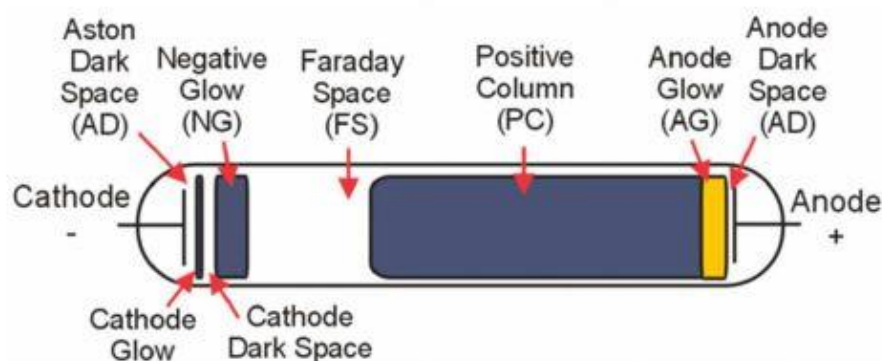 Aston
Dark
Space
(AD)
Negative
Glow
(NG)
Faraday
Space
(FS)
Positive
Column
(PC)
Anode
Glow
(AG)
Anode
Dark
Space
(AD)
Cathode
-
Anode
+
Cathode
Glow
Cathode
Dark Space